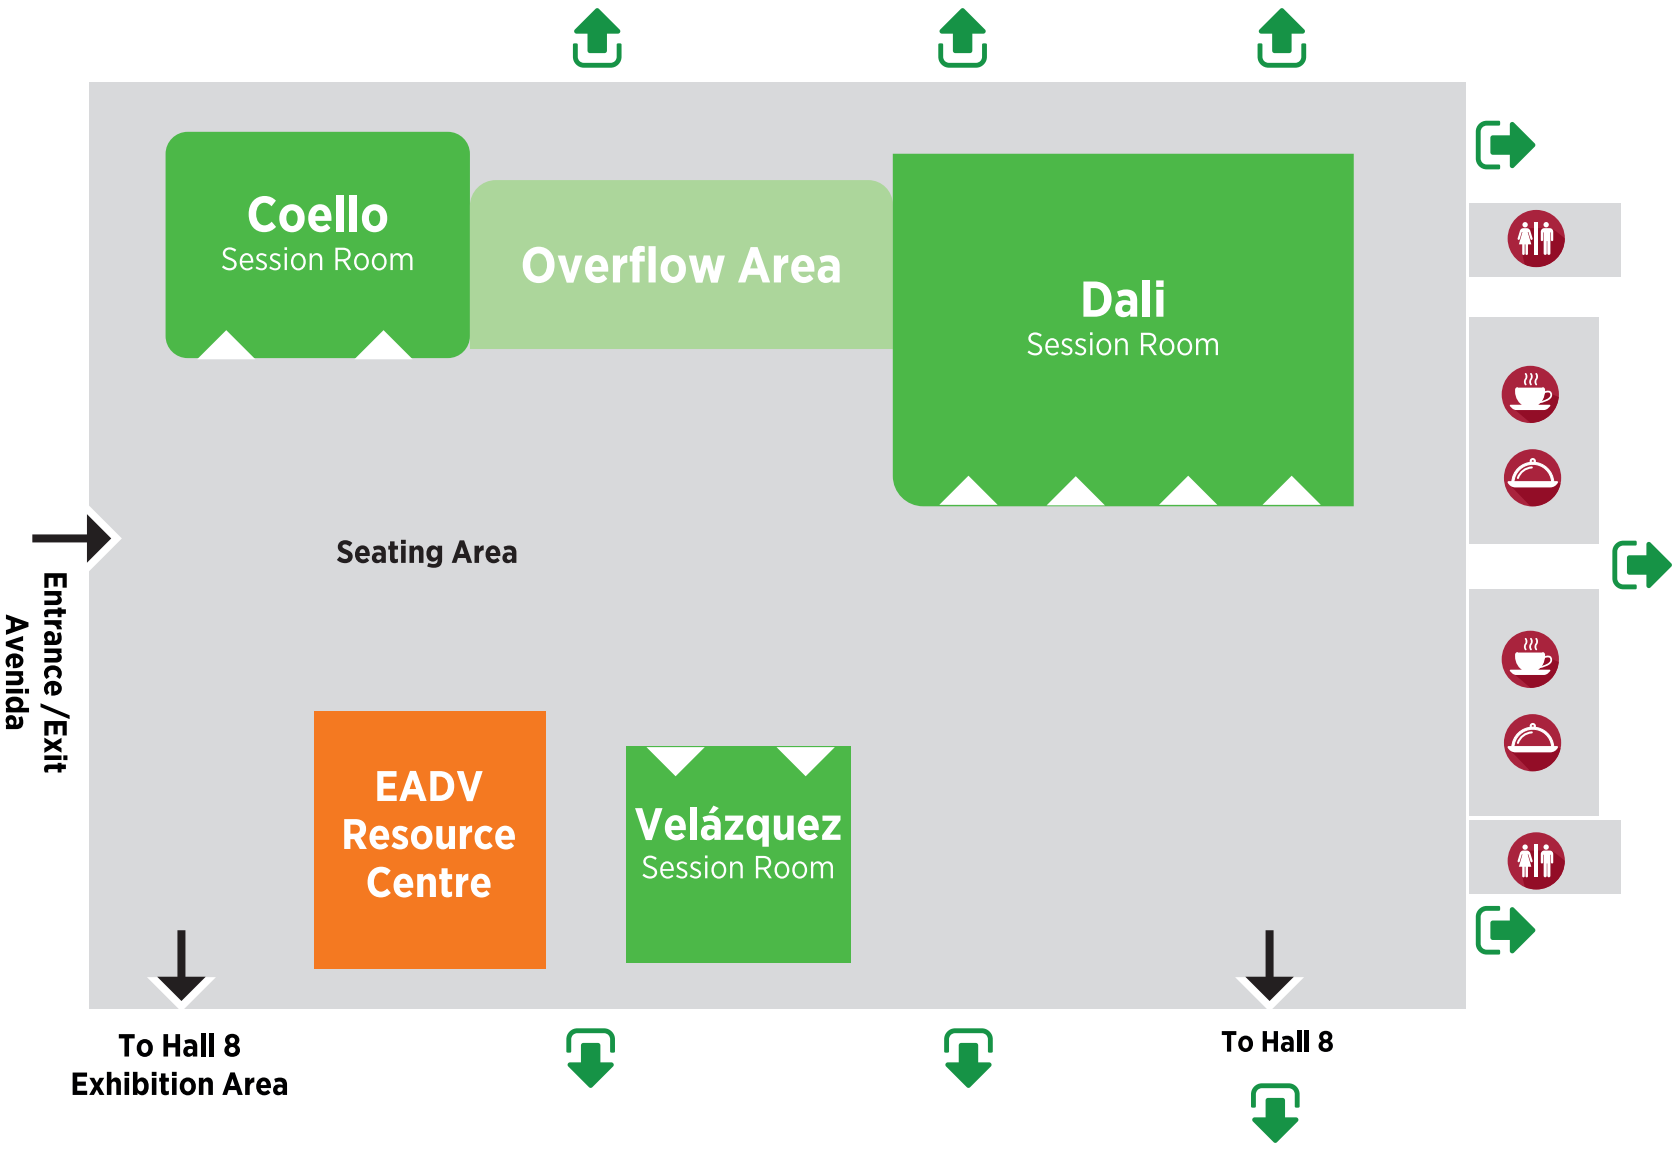 Coello
Session Room
Overflow Area
Dali
Session Room
Seating Area
Entrance /Exit
Avenida
EADV
Resource
Centre
Velázquez
Session Room
To Hall 8
Exhibition Area
To Hall 8